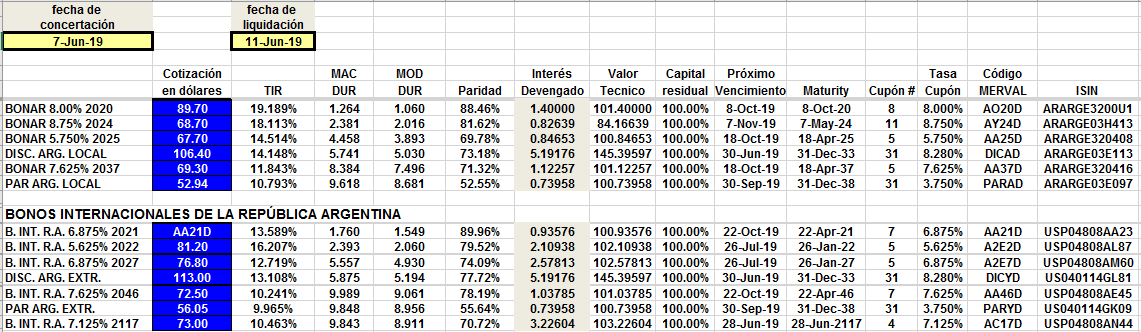 fecha de concertación fecha de liquidación
7-Jun-19 11-Jun-19
Cotización MAC MOD Interés Valor Capital Próximo Tasa Código
en dólares TIR DUR DUR Paridad Devengado Tecnico residual Vencimiento Maturity Cupón # Cupón MERVAL ISIN
BONAR 8.00% 2020 89.70 19.189% 1.264 1.060 88.46% 1.40000 101.40000 100.00% 8-Oct-19 8-Oct-20 8 8.000% AO20D ARARGE3200U1
BONAR 8.75% 2024 68.70 18.113% 2.381 2.016 81.62% 0.82639 84.16639 100.00% 7-Nov-19 7-May-24 11 8.750% AY24D ARARGE03H413
BONAR 5.750% 2025 67.70 14.514% 4.458 3.893 69.78% 0.84653 100.84653 100.00% 18-Oct-19 18-Apr-25 5 5.750% AA25D ARARGE320408
DISC. ARG. LOCAL 106.40 14.148% 5.741 5.030 73.18% 5.19176 145.39597 100.00% 30-Jun-19 31-Dec-33 31 8.280% DICAD ARARGE03E113
BONAR 7.625% 2037 69.30 11.843% 8.384 7.496 71.32% 1.12257 101.12257 100.00% 18-Oct-19 18-Apr-37 5 7.625% AA37D ARARGE320416
PAR ARG. LOCAL 52.94 10.793% 9.618 8.681 52.55% 0.73958 100.73958 100.00% 30-Sep-19 31-Dec-38 31 3.750% PARAD ARARGE03E097
BONOS INTERNACIONALES DE LA REPÚBLICA ARGENTINA
B. INT. R.A. 6.875% 2021 AA21D 13.589% 1.760 1.549 89.96% 0.93576 100.93576 100.00% 22-Oct-19 22-Apr-21 7 6.875% AA21D USP04808AA23
B. INT. R.A. 5.625% 2022 81.20 16.207% 2.393 2.060 79.52% 2.10938 102.10938 100.00% 26-Jul-19 26-Jan-22 5 5.625% A2E2D USP04808AL87
B. INT. R.A. 6.875% 2027 76.80 12.719% 5.557 4.930 74.09% 2.57813 102.57813 100.00% 26-Jul-19 26-Jan-27 5 6.875% A2E7D USP04808AM60
DISC. ARG. EXTR. 113.00 13.108% 5.875 5.194 77.72% 5.19176 145.39597 100.00% 30-Jun-19 31-Dec-33 31 8.280% DICYD US040114GL81
B. INT. R.A. 7.625% 2046 72.50 10.241% 9.989 9.061 78.19% 1.03785 101.03785 100.00% 22-Oct-19 22-Apr-46 7 7.625% AA46D USP04808AE45
PAR ARG. EXTR. 56.05 9.965% 9.848 8.956 55.64% 0.73958 100.73958 100.00% 30-Sep-19 31-Dec-38 31 3.750% PARYD US040114GK09
B. INT. R.A. 7.125% 2117 73.00 10.463% 9.843 8.911 70.72% 3.22604 103.22604 100.00% 28-Jun-19 28-Jun-2117 4 7.125% AC17D USP04808AN44